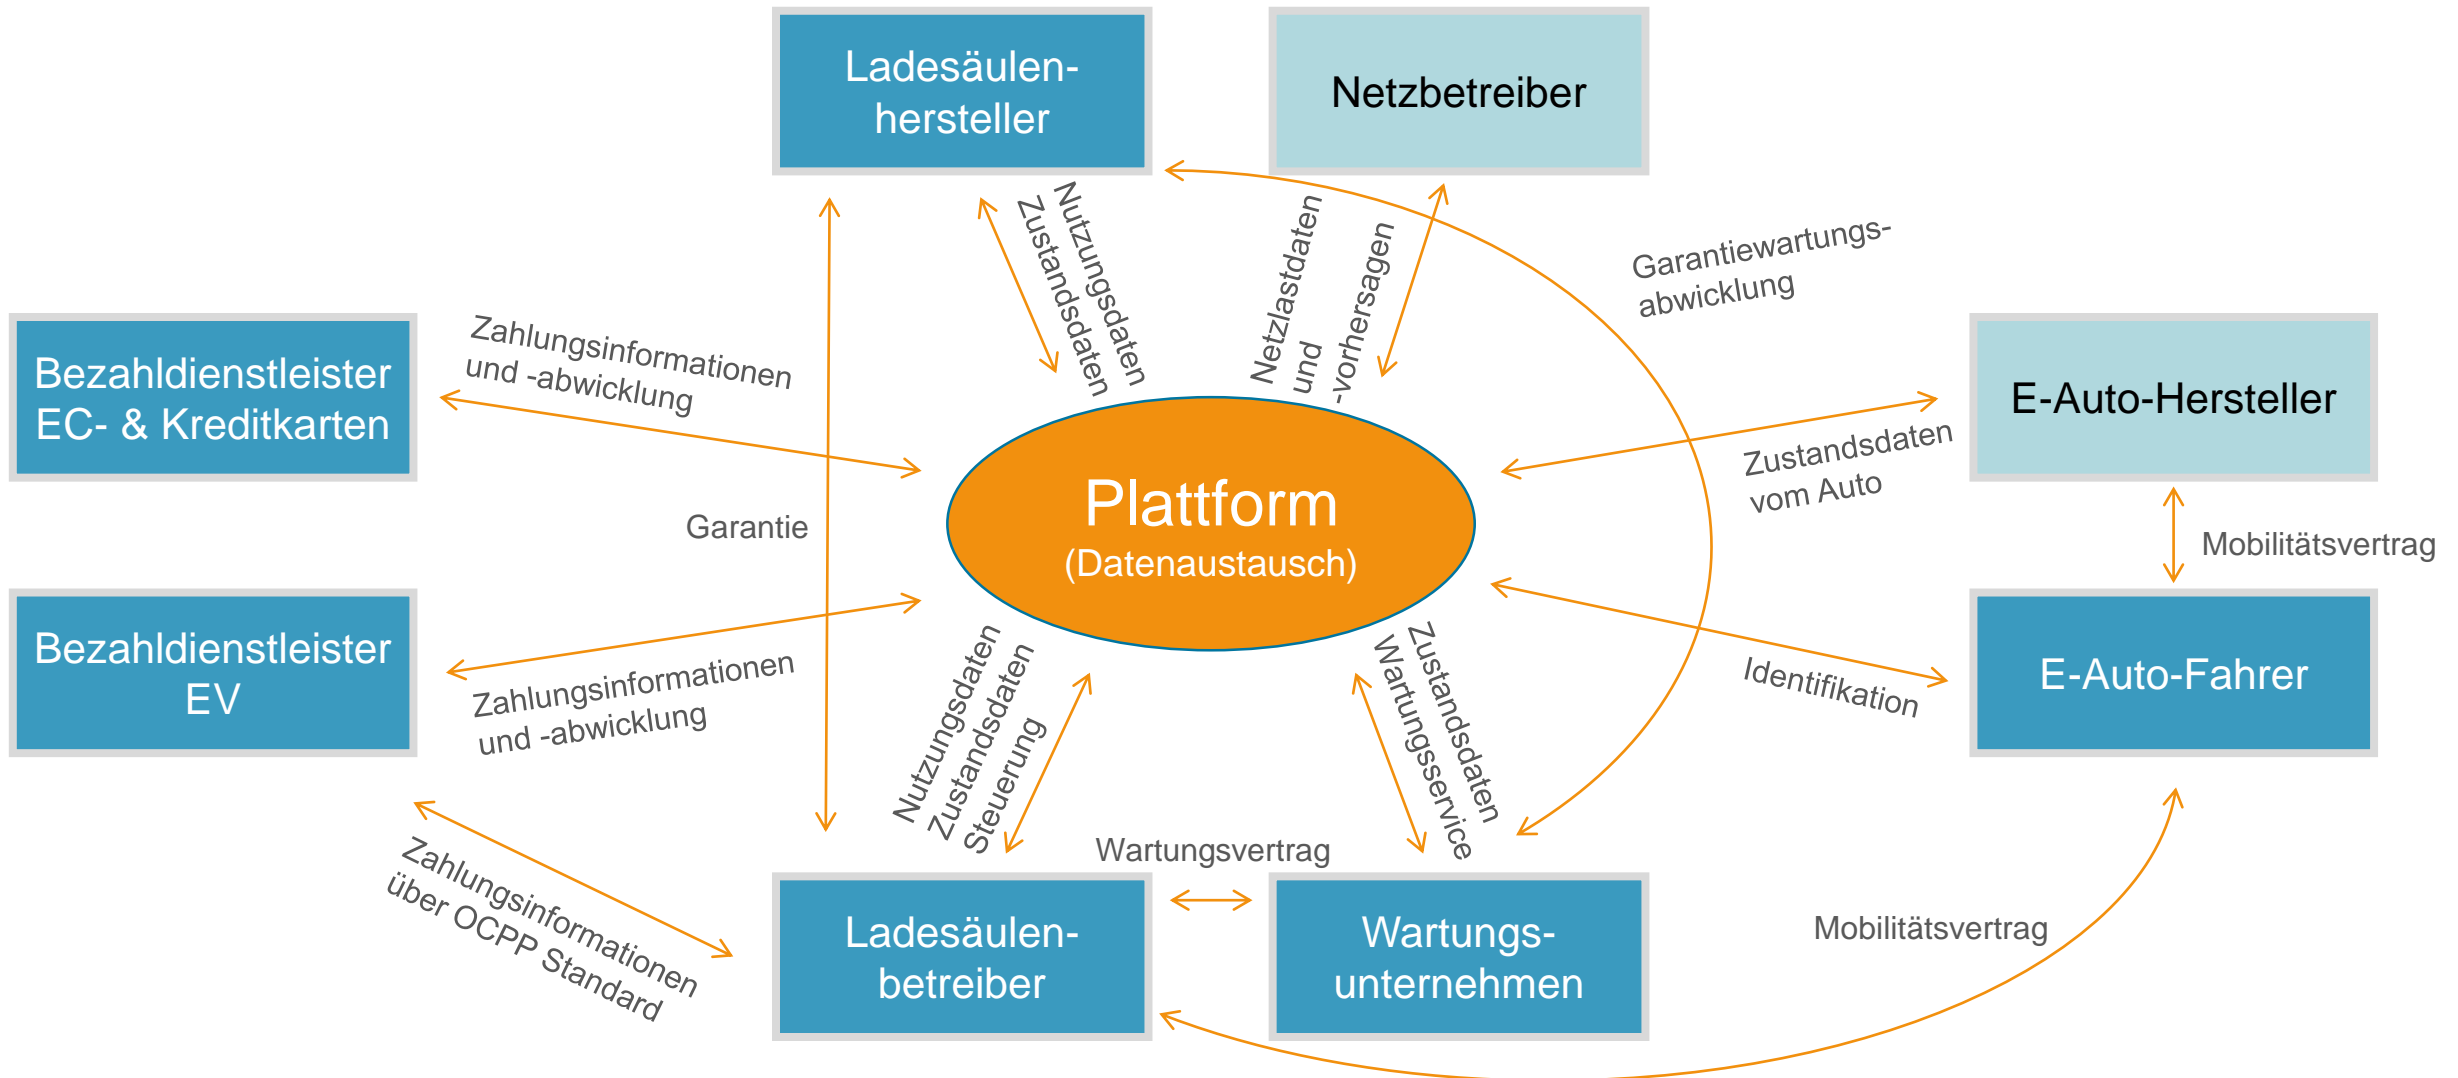 Ladesäulen-
hersteller
Netzbetreiber
Nutzungsdaten
Zustandsdaten
Netzlastdaten
und
-vorhersagen
Garantiewartungs-
abwicklung
Bezahldienstleister
EC- & Kreditkarten
Zahlungsinformationen
und -abwicklung
E-Auto-Hersteller
Zustandsdaten
vom Auto
Plattform
(Datenaustausch)
Garantie
Mobilitätsvertrag
Bezahldienstleister
EV
Zahlungsinformationen
und -abwicklung
Nutzungsdaten
Zustandsdaten
Steuerung
Zustandsdaten
Wartungsservice
Identifikation
E-Auto-Fahrer
Zahlungsinformationen
über OCPP Standard
Wartungsvertrag
Ladesäulen-
betreiber
Wartungs-
unternehmen
Mobilitätsvertrag